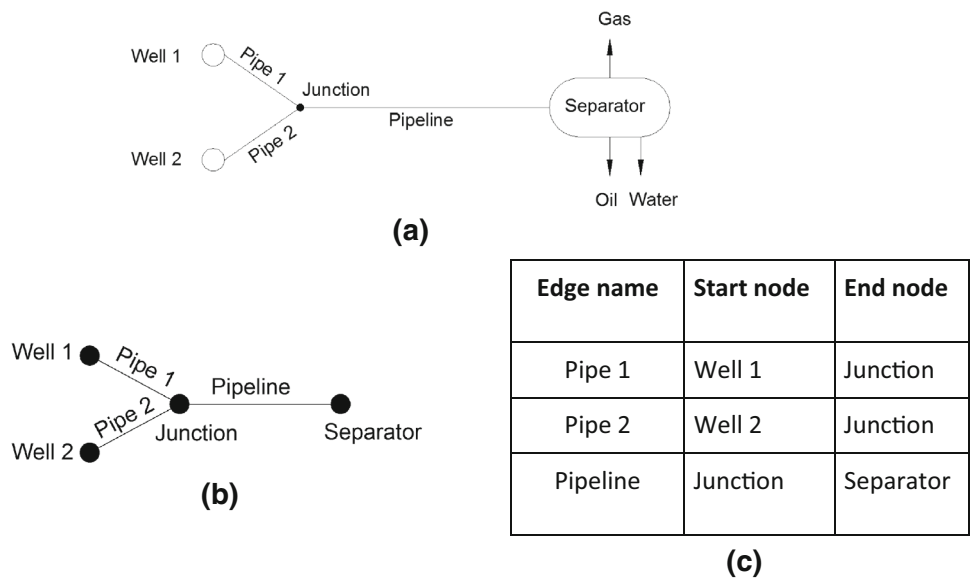 Gas
Well 1
Pipe 1
Junction
Separator
Pipeline
Pipe 2
Well 2
Oil Water
(a)
Edge name Start node End node
Pipe 1 Well 1 Junction
Pipe 2 Well 2 Junction
Pipeline Junction Separator
(c)
Well 1
Pipe 1
Pipeline
Pipe 2
Junction
Separator
Well 2
(b)